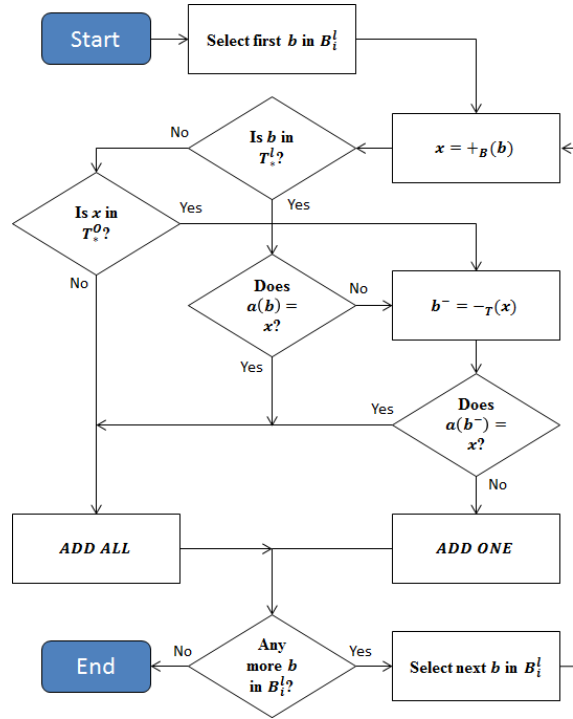 Start
Select first b in B_i^l
x = +_B(b)
No
Is b in
T_*^l?
Yes
Is x in
T_*^O?
Yes
No
Does
a(b) =
x?
No
b^- = -_T(x)
Yes
Yes
Does
a(b^-) =
x?
No
ADD ALL
ADD ONE
End
No
Any
more b
in B_i^l?
Yes
Select next b in B_i^l